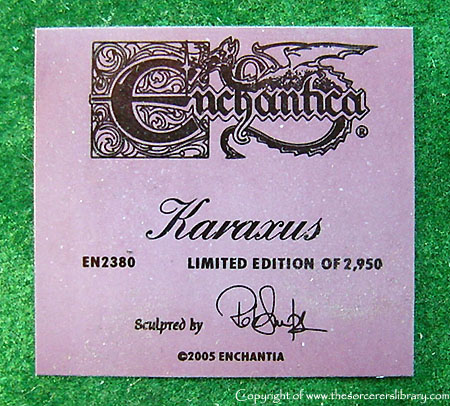 Enchantica®
Karaxus
EN2380 LIMITED EDITION OF 2,950
Sculpted by
©2005 ENCHANTIA
Copyright of www.thesorcererslibrary.com